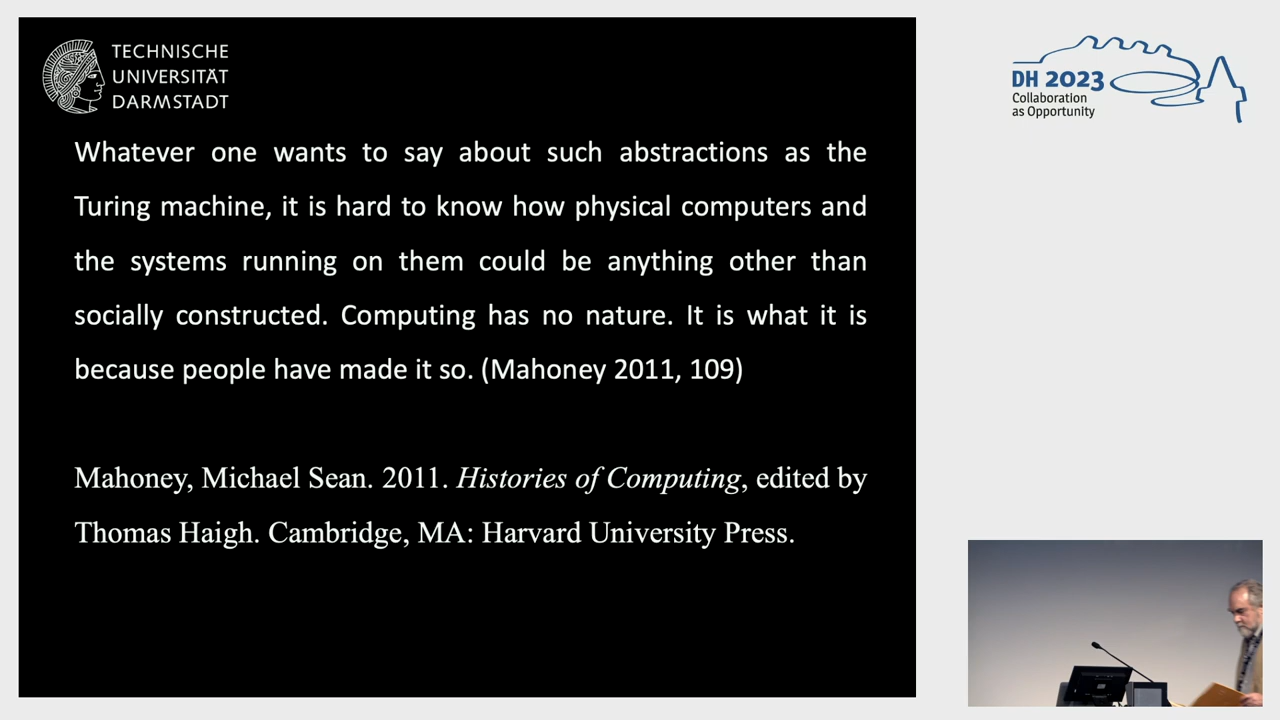 TECHNISCHE
UNIVERSITÄT
DARMSTADT
Whatever one wants to say about such abstractions as the
Turing machine, it is hard to know how physical computers and
the systems running on them could be anything other than
socially constructed. Computing has no nature. It is what it is
because people have made it so. (Mahoney 2011, 109)
Mahoney, Michael Sean. 2011. Histories of Computing, edited by
Thomas Haigh. Cambridge, MA: Harvard University Press.
DH 2023
Collaboration
as Opportunity